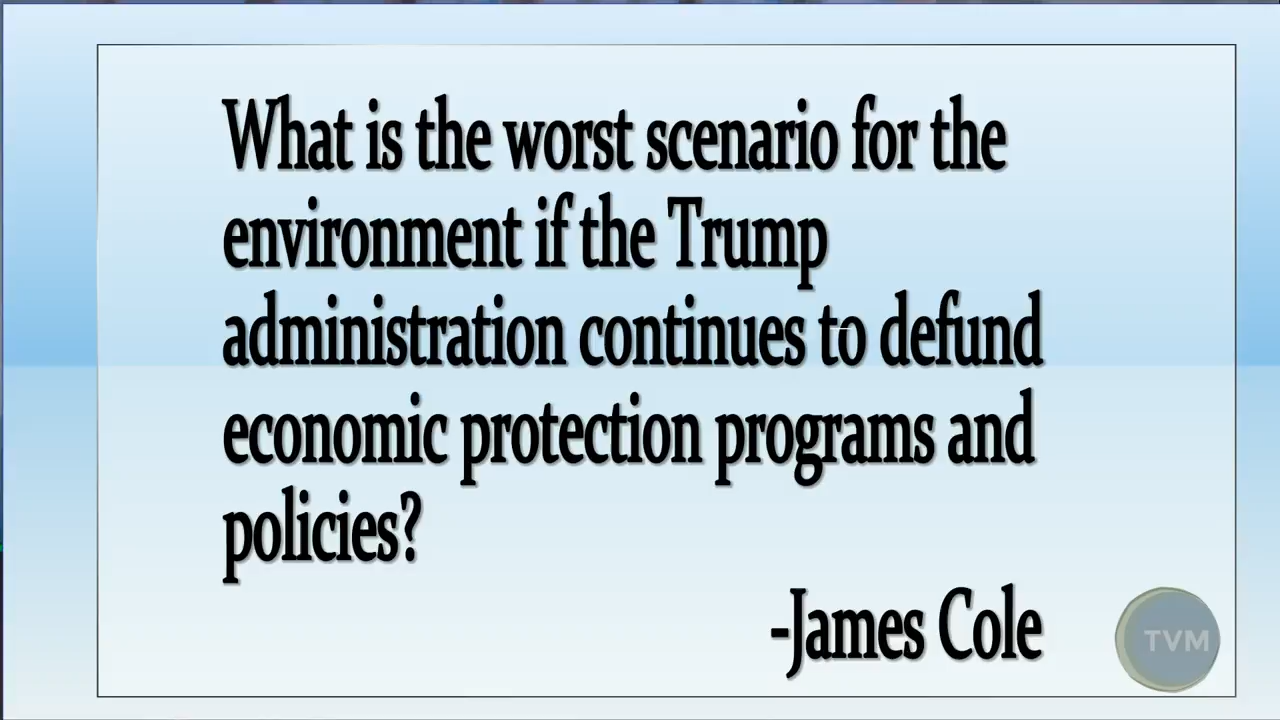 What is the worst scenario for the
environment if the Trump
administration continues to defund
economic protection programs and
policies?
-James Cole
TVM